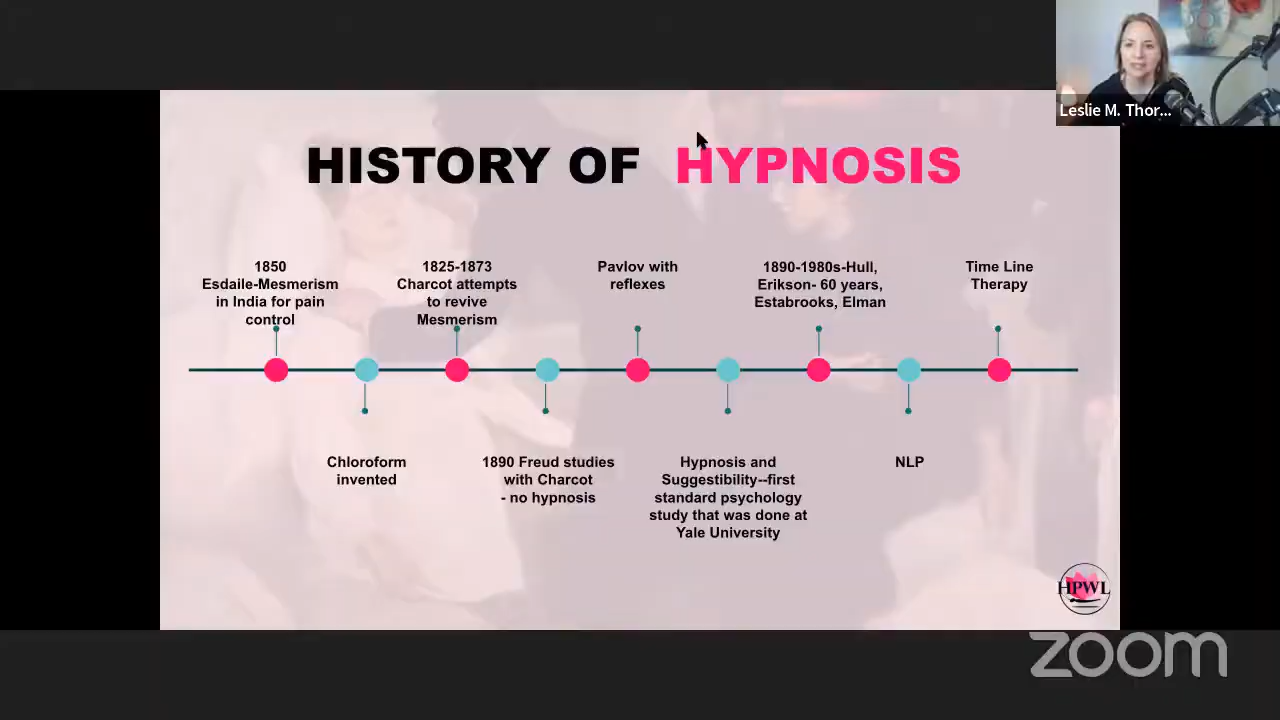 Leslie M. Thor...
HISTORY OF HYPNOSIS
1850
Esdaile-Mesmerism
in India for pain
control
1825-1873
Charcot attempts
to revive
Mesmerism
Pavlov with
reflexes
1890-1980s-Hull,
Erikson- 60 years,
Estabrooks, Elman
Time Line
Therapy
Chloroform
invented
1890 Freud studies
with Charcot
- no hypnosis
Hypnosis and
Suggestibility--first
standard psychology
study that was done at
Yale University
NLP
HPWL
zoom